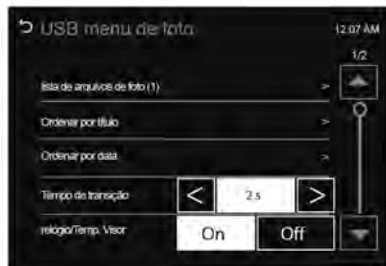 USB menu de foto
12:07 AM
1/2
lista de arquivos de foto (1) >
Ordenar por título >
Ordenar por data >
Tempo de transição < 2 s >
relógio/Temp. Visor On Off